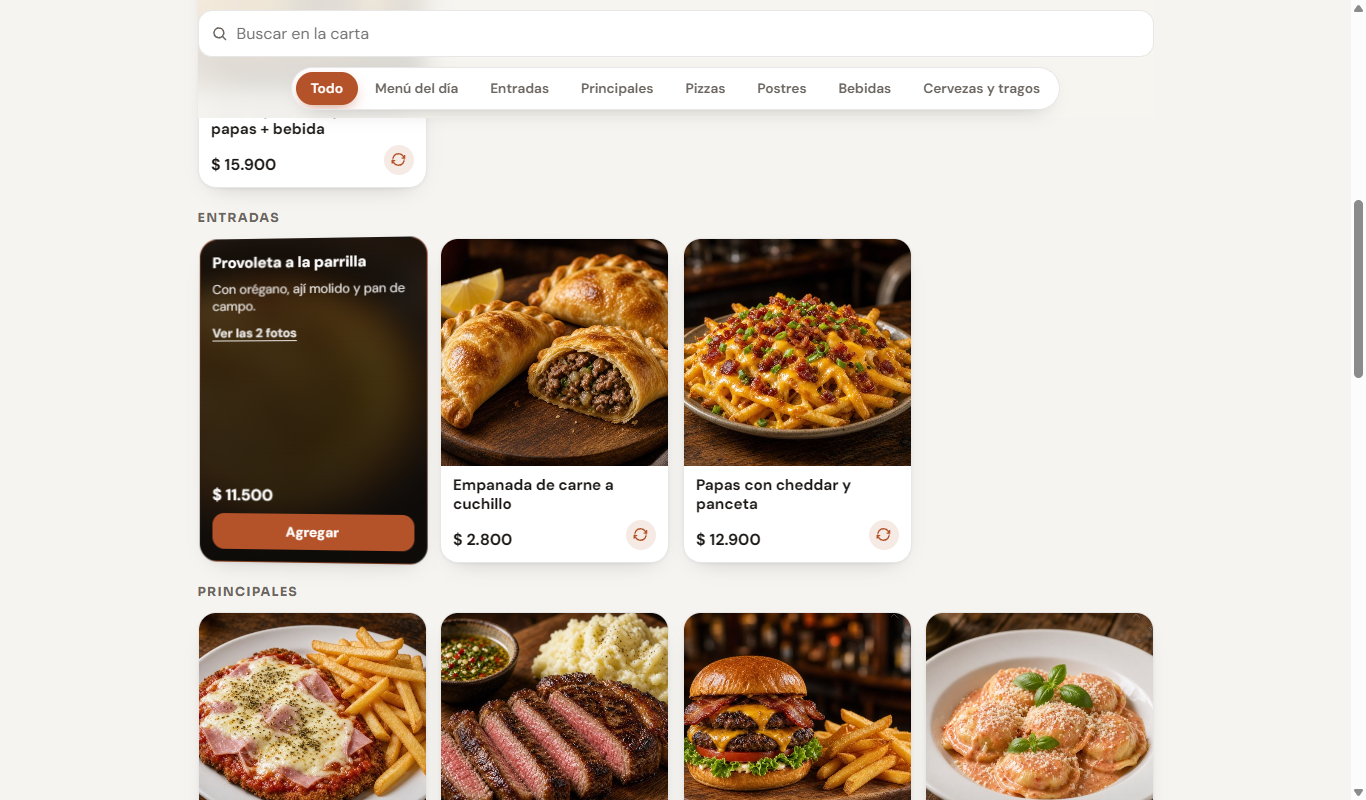 Buscar en la carta
Todo
Menú del día
Entradas
Principales
Pizzas
Postres
Bebidas
Cervezas y tragos
papas + bebida
$ 15.900
ENTRADAS
Provoleta a la parrilla
Con orégano, ají molido y pan de
campo.
Ver las 2 fotos
$ 11.500
Agregar
Empanada de carne a
cuchillo
$ 2.800
Papas con cheddar y
panceta
$ 12.900
PRINCIPALES